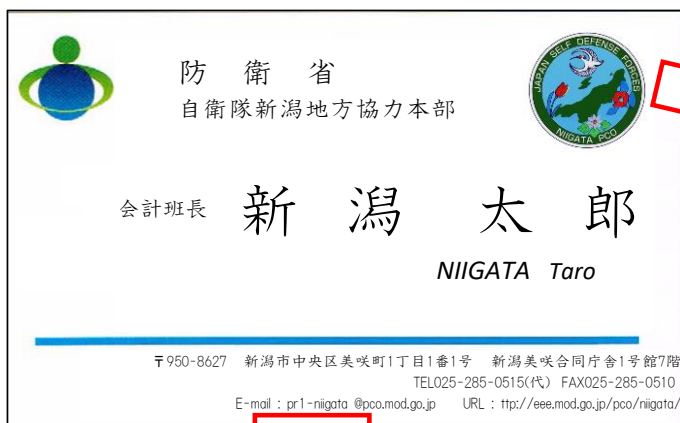 防 衛 省
自衛隊新潟地方協力本部
JAPAN SELF DEFENSE FORCES
NIIGATA PCO
会計班長 新 潟 太 郎
NIIGATA Taro
〒950-8627 新潟市中央区美咲町1丁目1番1号 新潟美咲合同庁舎1号館7階
TEL025-285-0515(代) FAX025-285-0510
E-mail : pr1-niigata @pco.mod.go.jp URL : ttp://eee.mod.go.jp/pco/niigata/